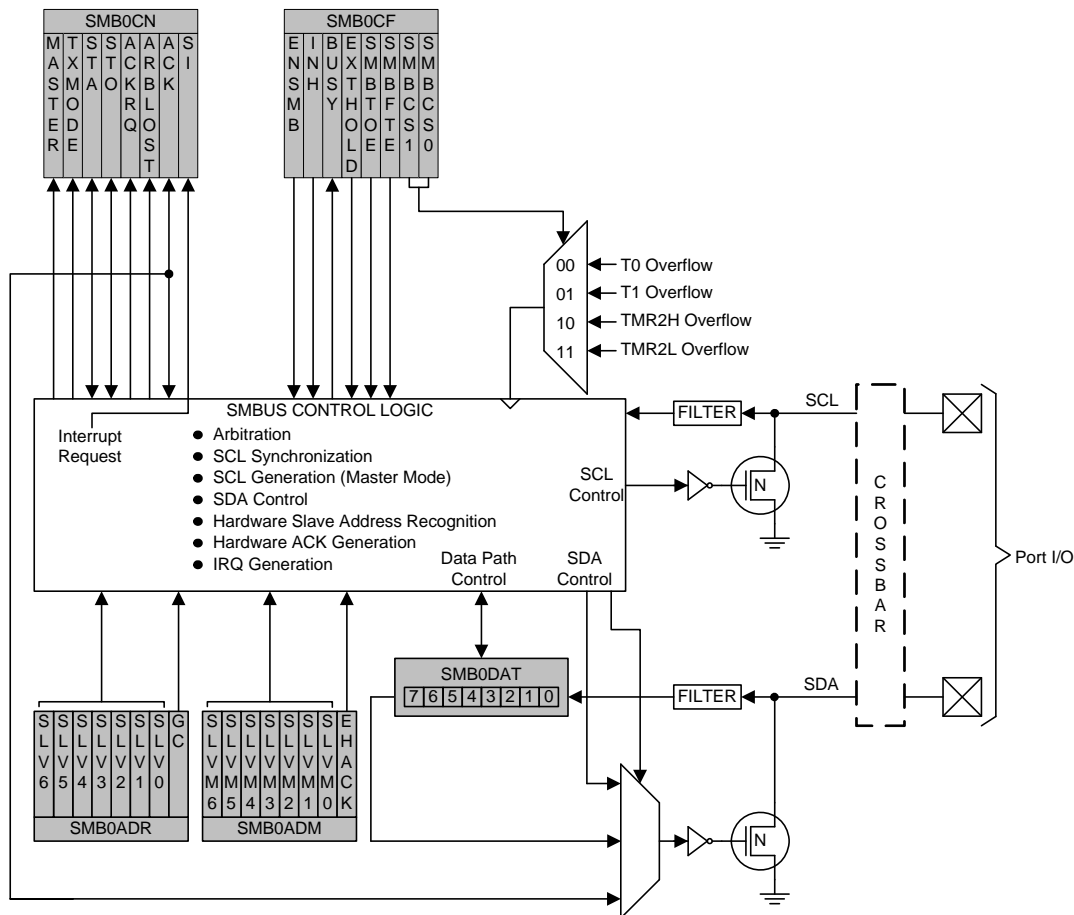 SMB0CN
MASTER
TXMODE
STA
STO
ACKRQ
ARBLOST
ACK
SI
SMB0CF
ENSMB
INH
BUSY
EXTHOLD
SMBTOE
SMBFTE
SMBCS1
SMBCS0
00
01
10
11
T0 Overflow
T1 Overflow
TMR2H Overflow
TMR2L Overflow
SMBUS CONTROL LOGIC
Interrupt
Request
● Arbitration
● SCL Synchronization
● SCL Generation (Master Mode)
● SDA Control
● Hardware Slave Address Recognition
● Hardware ACK Generation
● IRQ Generation
Data Path
Control
SCL
Control
SDA
Control
FILTER
SCL
N
CROSSBAR
Port I/O
SMB0DAT
7 6 5 4 3 2 1 0
FILTER
SDA
N
SLV6
SLV5
SLV4
SLV3
SLV2
SLV1
SLV0
GC
SMB0ADR
SLVM6
SLVM5
SLVM4
SLVM3
SLVM2
SLVM1
SLVM0
EHACK
SMB0ADM